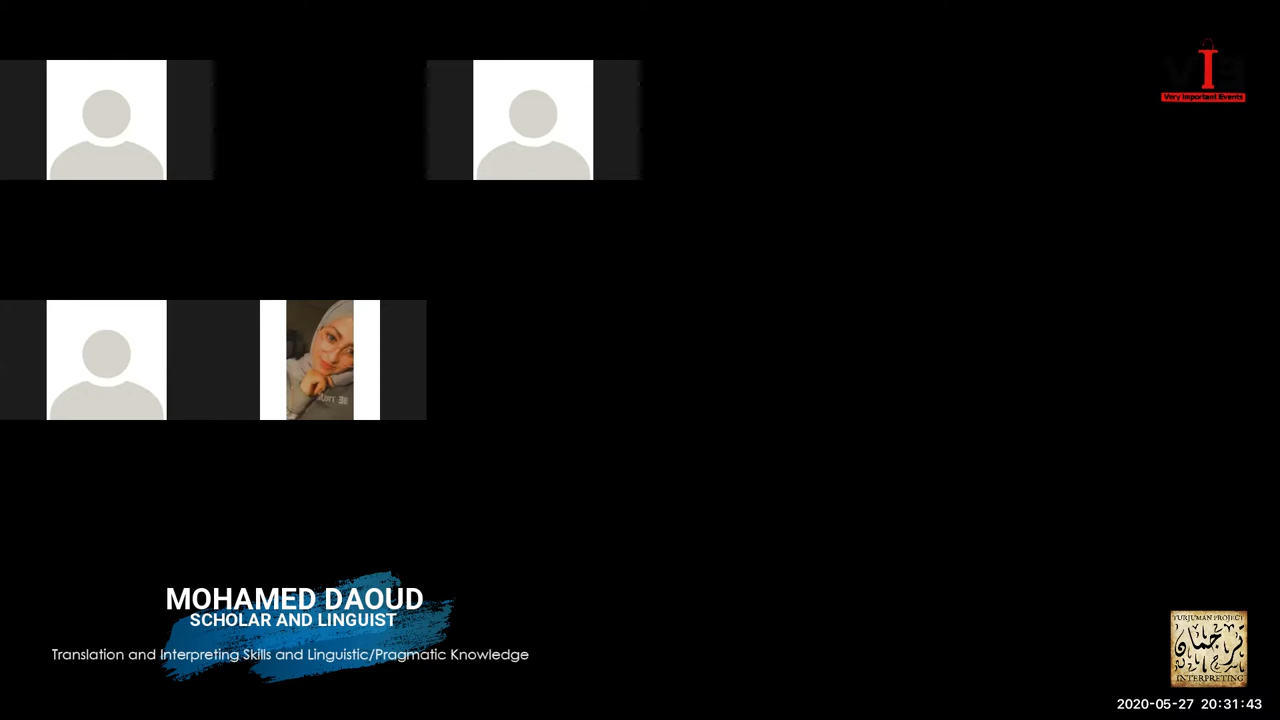 Very Important Events
MOHAMED DAOUD
SCHOLAR AND LINGUIST
Translation and Interpreting Skills and Linguistic/Pragmatic Knowledge
TURJUMAN PROJECT
ترجمان
INTERPRETING
2020-05-27 20:31:43